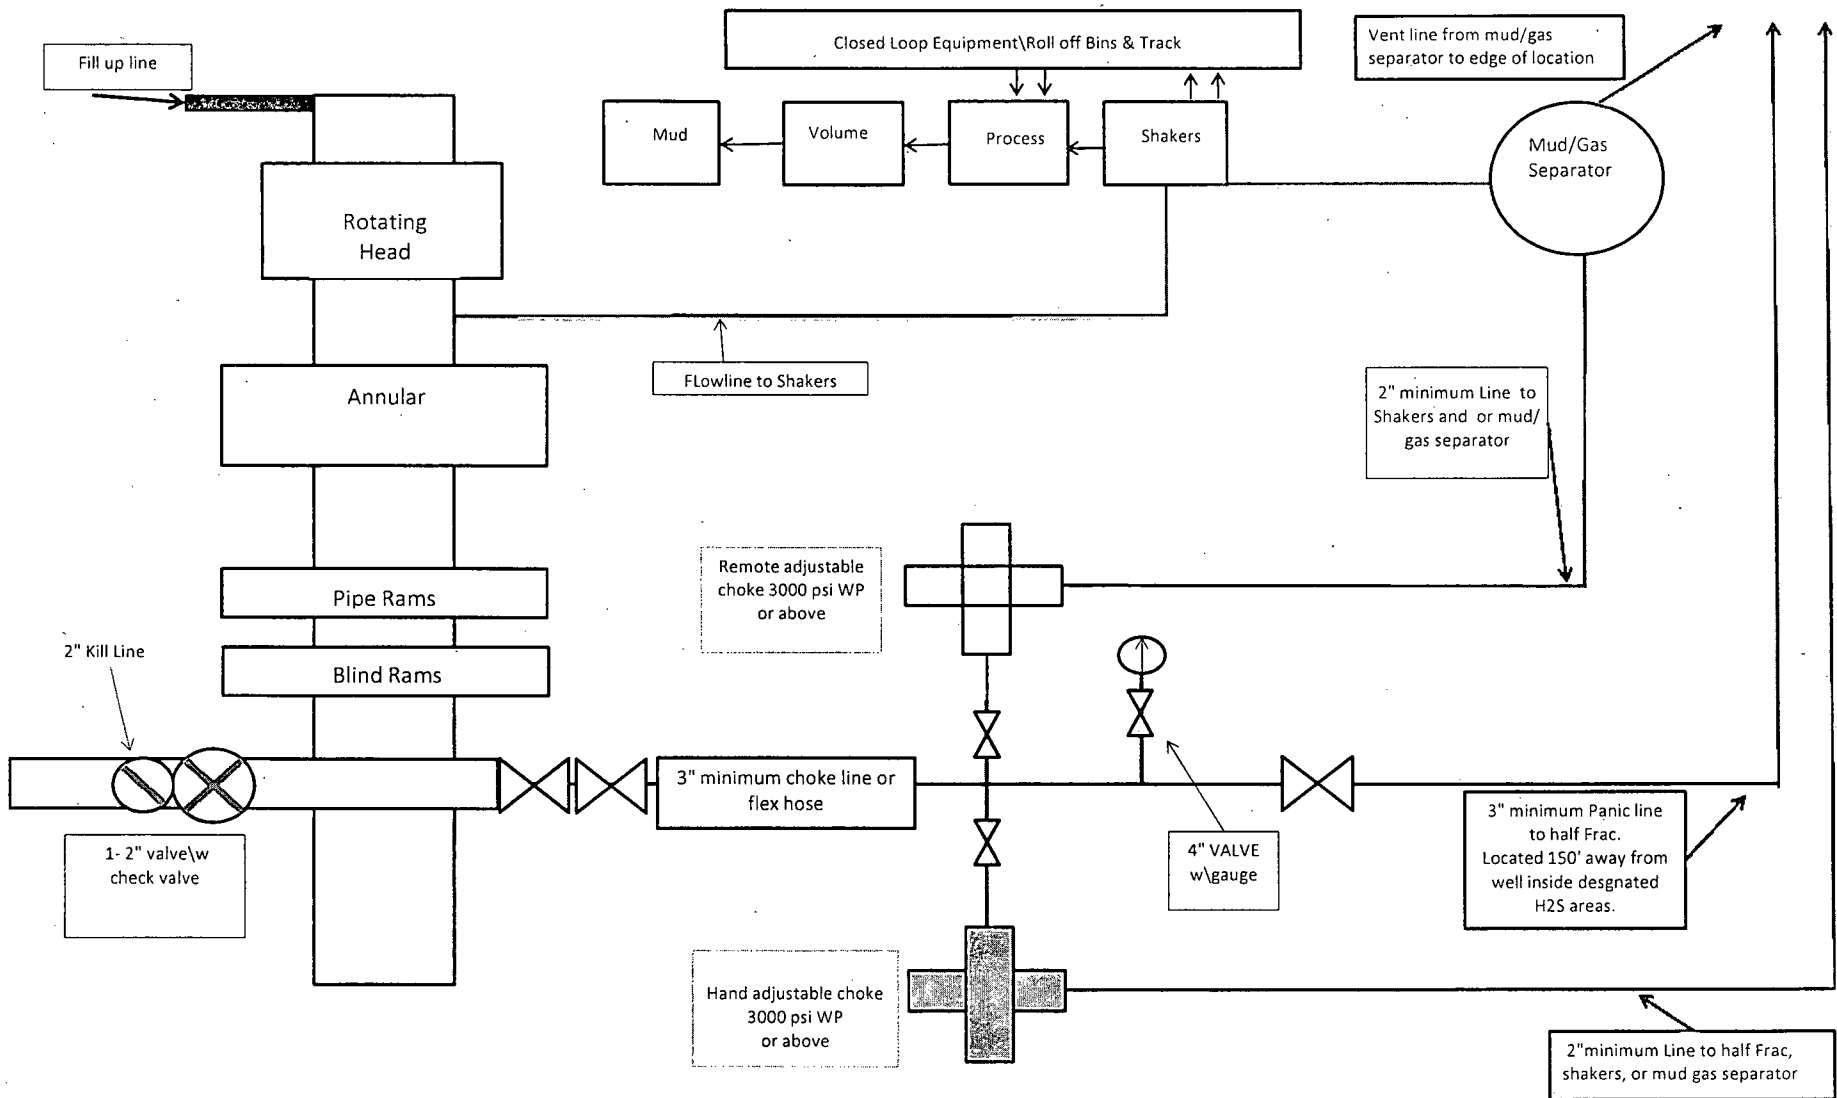 Closed Loop Equipment\Roll off Bins & Track
Vent line from mud/gas
separator to edge of location
Fill up line
Mud
Volume
Process
Shakers
Mud/Gas
Separator
Rotating
Head
FLowline to Shakers
Annular
2" minimum Line to
Shakers and or mud/
gas separator
Remote adjustable
choke 3000 psi WP
or above
Pipe Rams
2" Kill Line
Blind Rams
3" minimum choke line or
flex hose
1- 2" valve\w
check valve
4" VALVE
w\gauge
3" minimum Panic line
to half Frac.
Located 150' away from
well inside desgnated
H2S areas.
Hand adjustable choke
3000 psi WP
or above
2"minimum Line to half Frac,
shakers, or mud gas separator